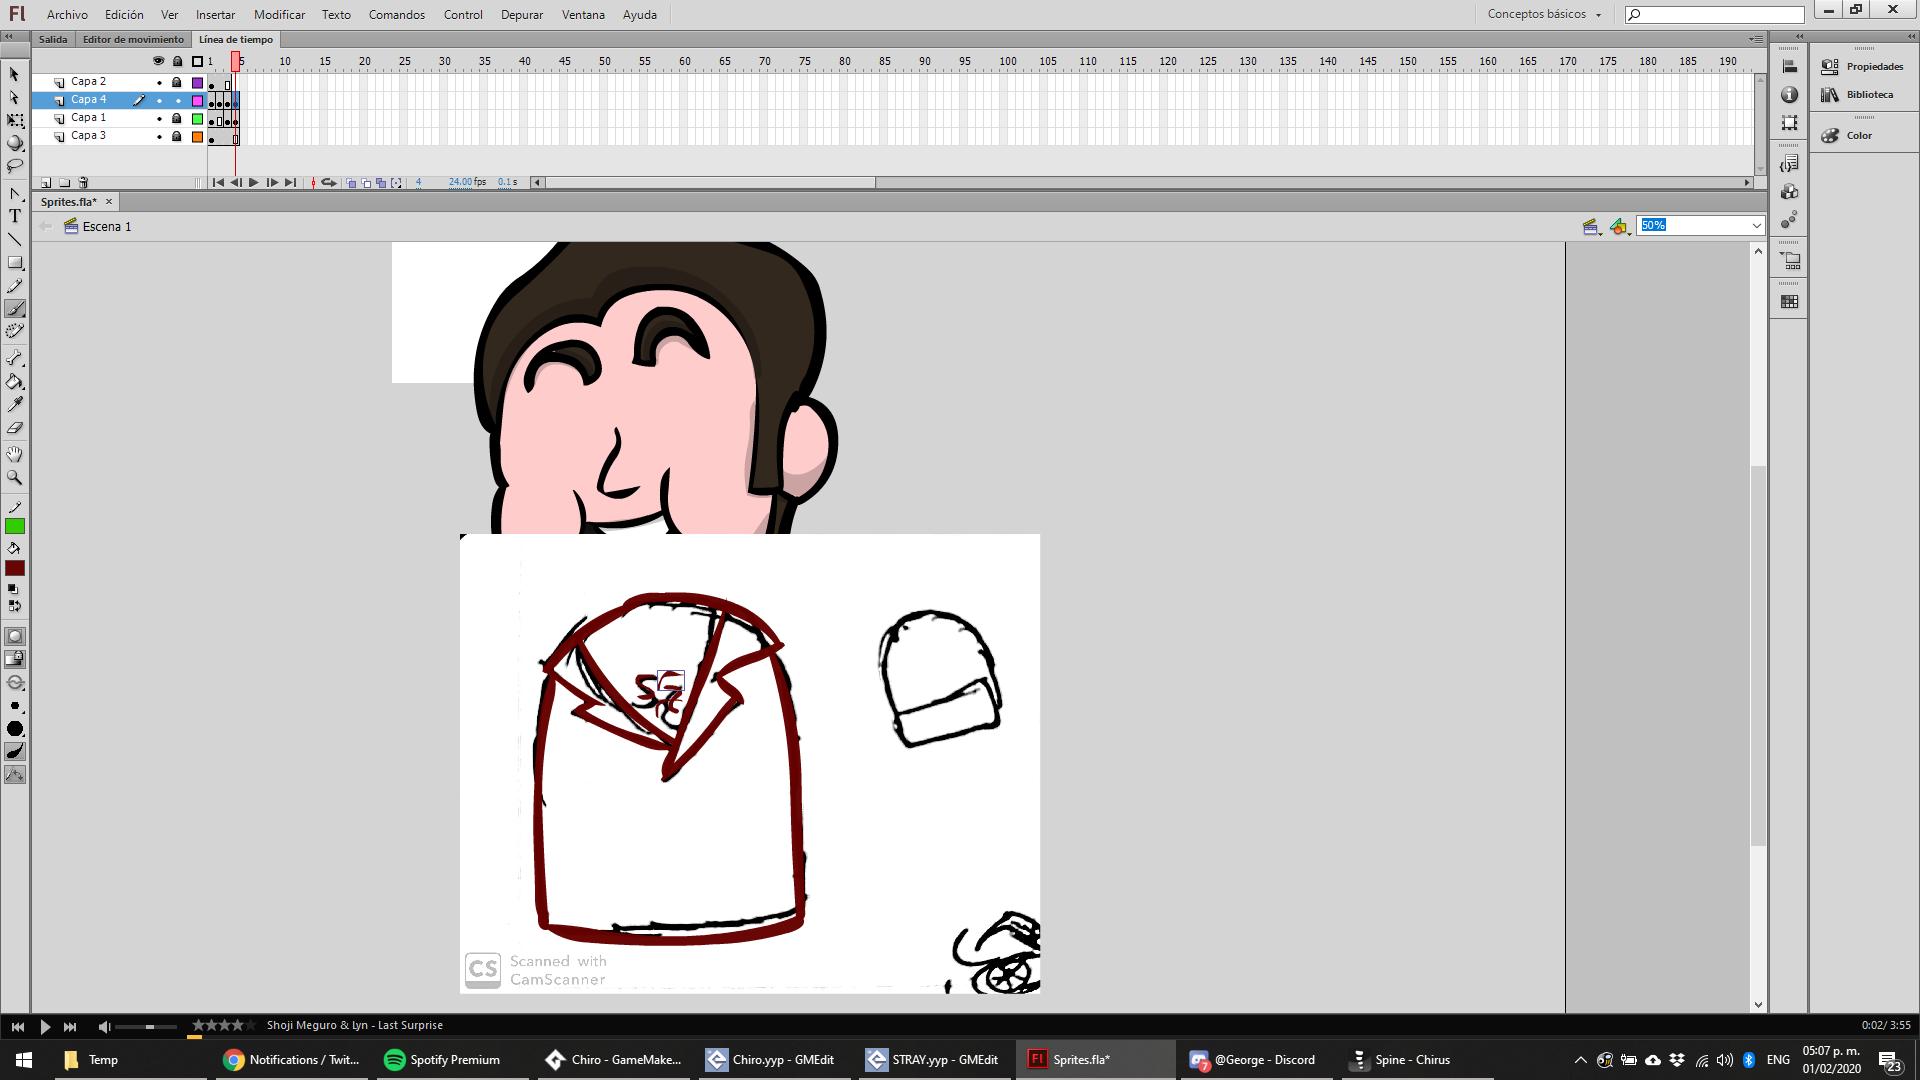 Fl Archivo Edición Ver Insertar Modificar Texto Comandos Control Depurar Ventana Ayuda Conceptos básicos
Salida Editor de movimiento Línea de tiempo
1 5 10 15 20 25 30 35 40 45 50 55 60 65 70 75 80 85 90 95 100 105 110 115 120 125 130 135 140 145 150 155 160 165 170 175 180 185 190
Capa 2
Capa 4
Capa 1
Capa 3
4 24.00 fps 0.1 s
Propiedades
Biblioteca
Color
Sprites.fla*
Escena 1
50%
CS Scanned with
CamScanner
Shoji Meguro & Lyn - Last Surprise 0:02/ 3:55
Temp Notifications / Twit... Spotify Premium Chiro - GameMake... Chiro.yyp - GMEdit STRAY.yyp - GMEdit Fl Sprites.fla* 7 @George - Discord Spine - Chirus ENG 05:07 p. m.
01/02/2020 23